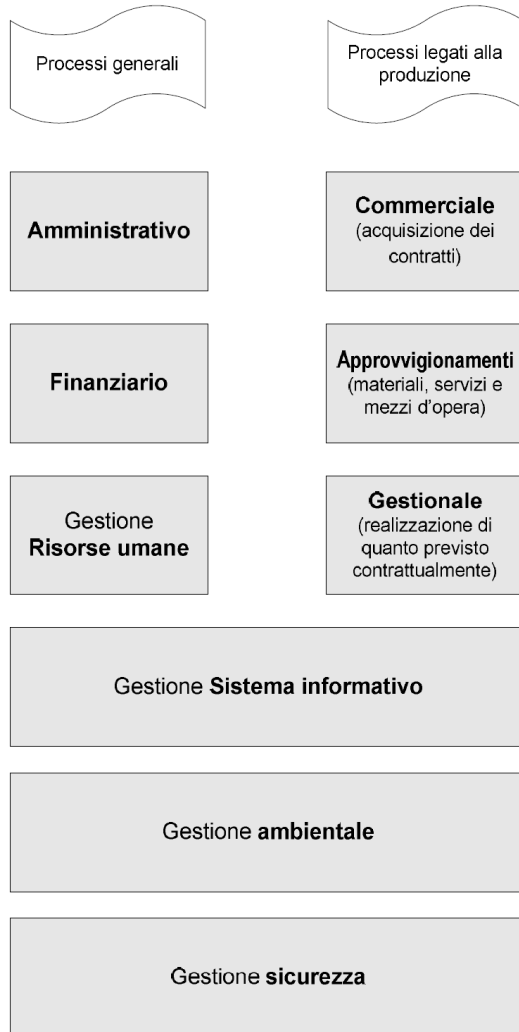 Processi generali
Processi legati alla
produzione
Amministrativo
Commerciale
(acquisizione dei
contratti)
Finanziario
Approvvigionamenti
(materiali, servizi e
mezzi d'opera)
Gestione
Risorse umane
Gestionale
(realizzazione di
quanto previsto
contrattualmente)
Gestione Sistema informativo
Gestione ambientale
Gestione sicurezza